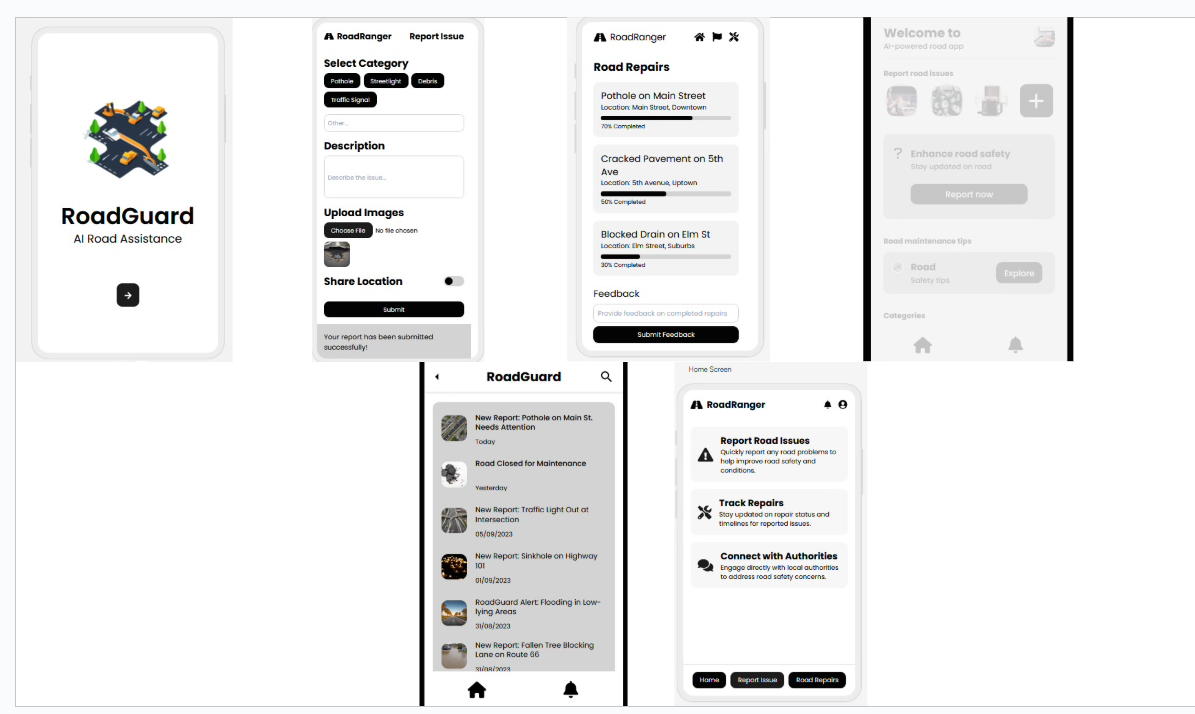 RoadGuard
AI Road Assistance
RoadRanger
Report Issue
Select Category
Pothole
Streetlight
Debris
Traffic Signal
Other...
Description
Describe the issue...
Upload Images
Choose File
No file chosen
Share Location
Submit
Your report has been submitted
successfully!
RoadRanger
Road Repairs
Pothole on Main Street
Location: Main Street, Downtown
70% Completed
Cracked Pavement on 5th
Ave
Location: 5th Avenue, Uptown
50% Completed
Blocked Drain on Elm St
Location: Elm Street, Suburbs
30% Completed
Feedback
Provide feedback on completed repairs
Submit Feedback
Welcome to
AI-powered road app
Report road issues
Enhance road safety
Stay updated on road
Report now
Road maintenance tips
Road
Safety tips
Explore
Categories
RoadGuard
New Report: Pothole on Main St.
Needs Attention
Today
Road Closed for Maintenance
Yesterday
New Report: Traffic Light Out at
Intersection
05/09/2023
New Report: Sinkhole on Highway
101
01/09/2023
RoadGuard Alert: Flooding in Low-
lying Areas
31/08/2023
New Report: Fallen Tree Blocking
Lane on Route 66
31/08/2023
Home Screen
RoadRanger
Report Road Issues
Quickly report any road problems to
help improve road safety and
conditions.
Track Repairs
Stay updated on repair status and
timelines for reported issues.
Connect with Authorities
Engage directly with local authorities
to address road safety concerns.
Home
Report Issue
Road Repairs